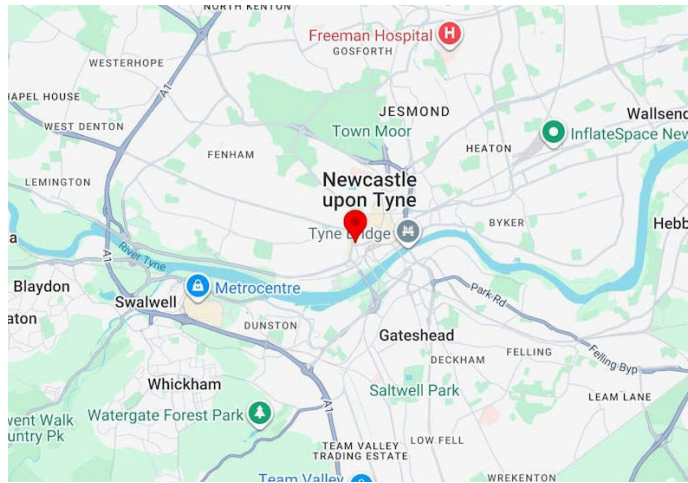 NORTH KENTON
Freeman Hospital
GOSFORTH
WESTERHOPE
A1
HAPEL HOUSE
JESMOND
Wallsend
WEST DENTON
Town Moor
InflateSpace New
HEATON
FENHAM
LEMINGTON
Newcastle
upon Tyne
BYKER
Tyne Bridge
Hebb
a
River Tyne
A1
Blaydon
Metrocentre
Swalwell
Park Rd
aton
DUNSTON
Gateshead
FELLING
DECKHAM
Felling Byp
Whickham
Saltwell Park
LEAM LANE
A1
went Walk
untry Pk
Watergate Forest Park
LOW FELL
TEAM VALLEY
TRADING ESTATE
Team Valley
WREKENTON